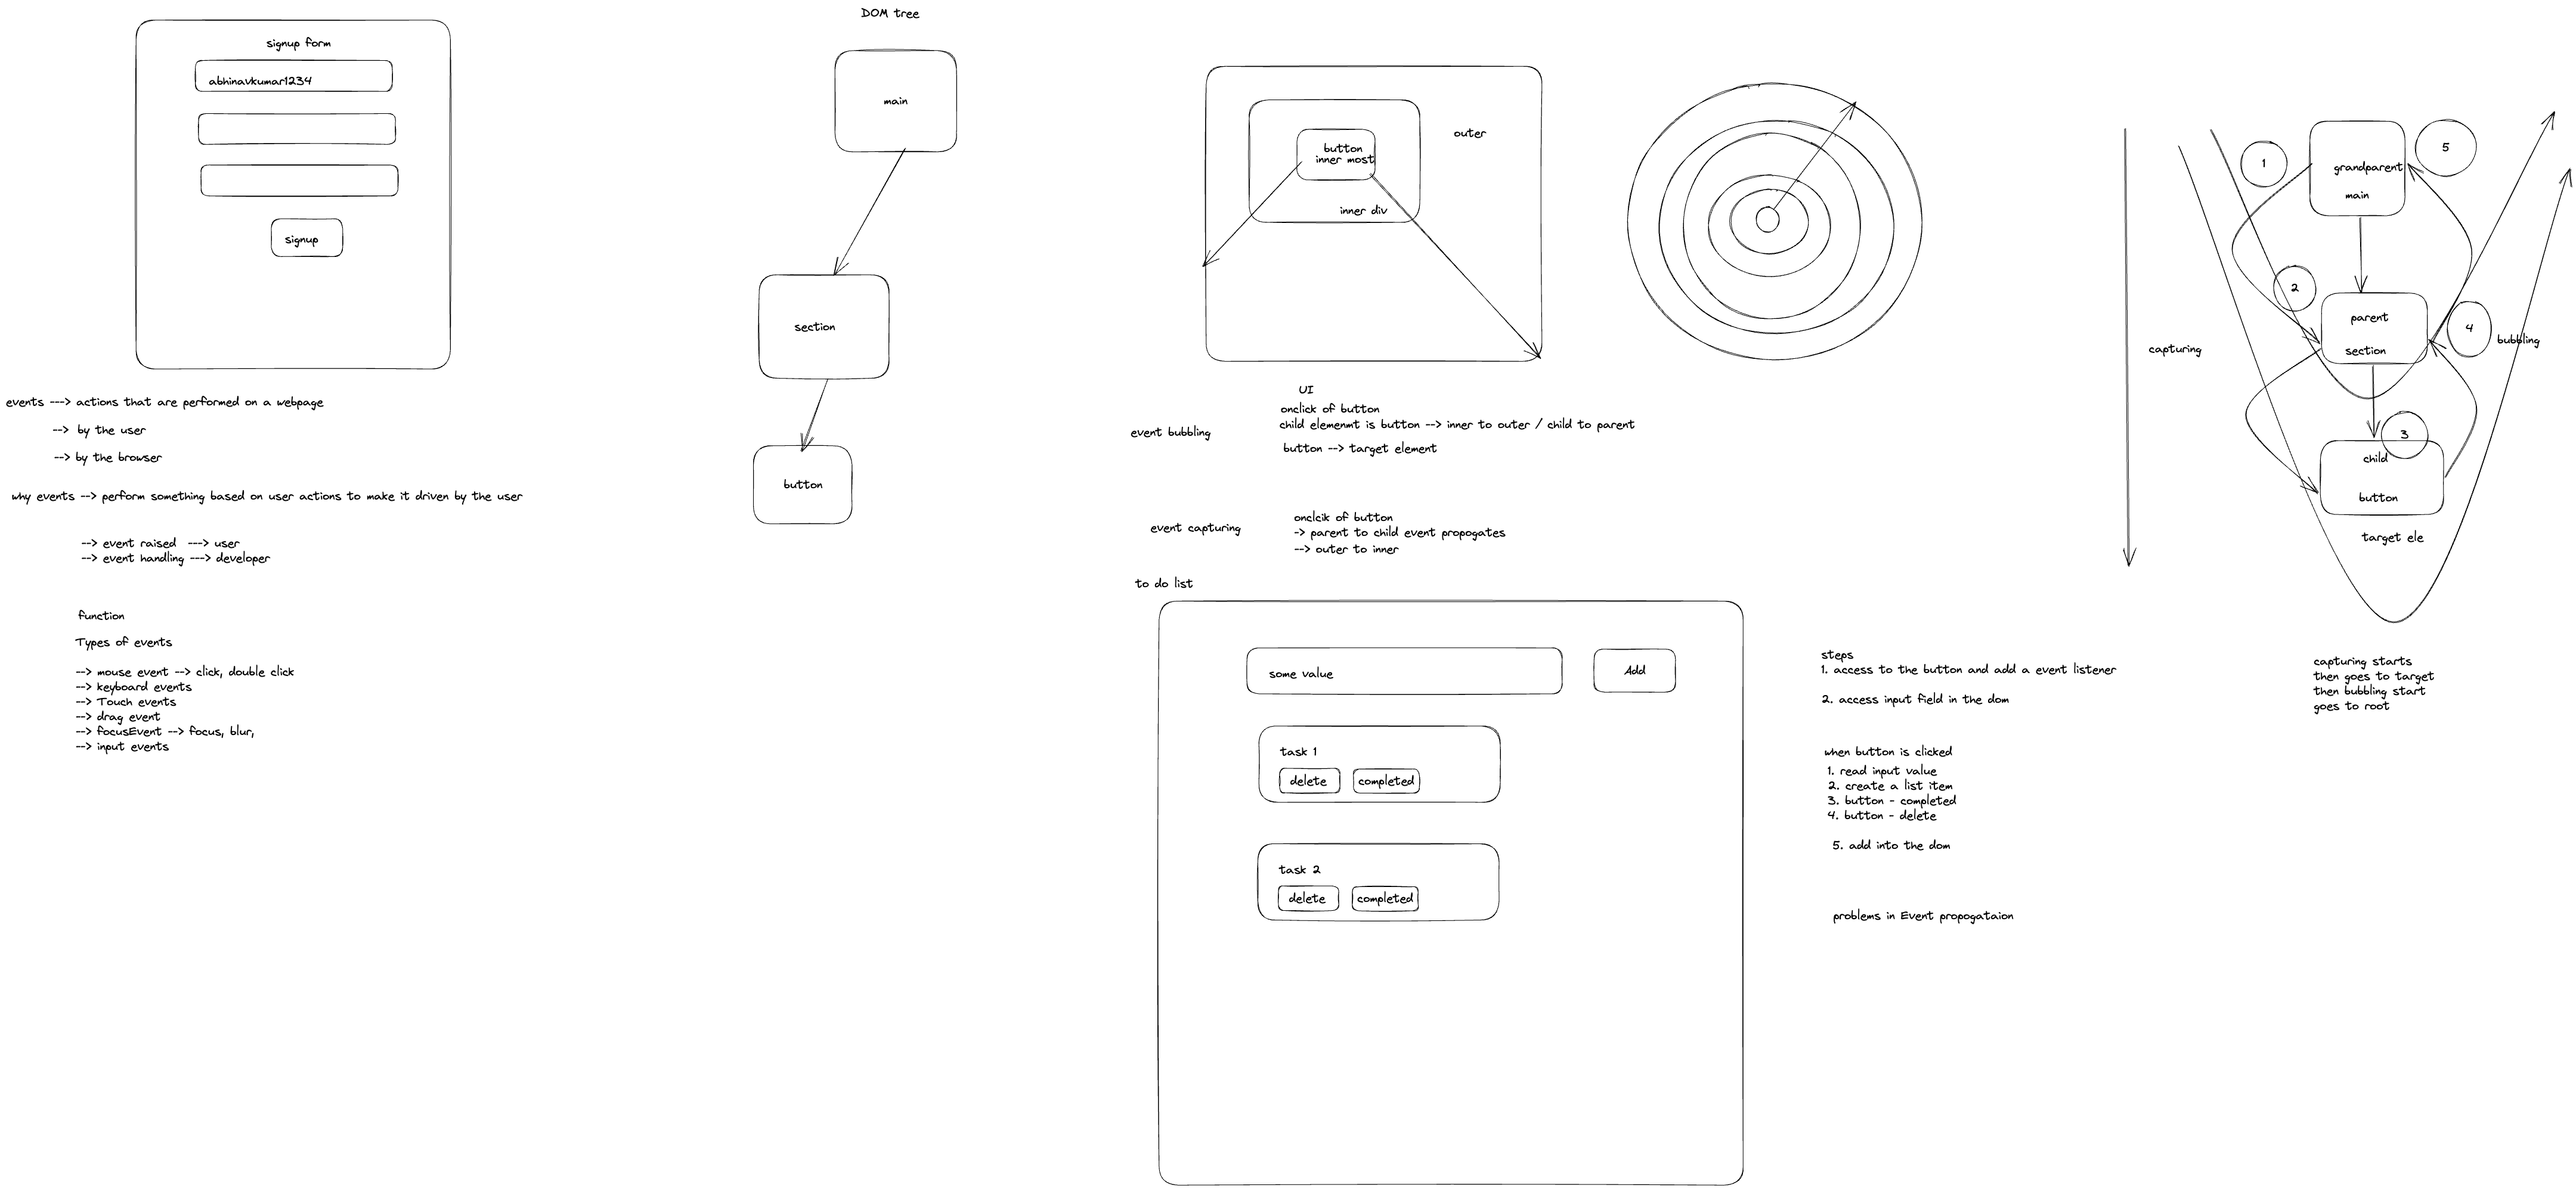 signup form
abhinavkumar1234
signup
events ---> actions that are performed on a webpage
--> by the user
--> by the browser
why events --> perform something based on user actions to make it driven by the user
--> event raised ---> user
--> event handling ---> developer
function
Types of events
--> mouse event --> click, double click
--> keyboard events
--> Touch events
--> drag event
--> focusEvent --> focus, blur,
--> input events
DOM tree
main
section
button
outer
button
inner most
inner div
UI
event bubbling
onclick of button
child elemenmt is button --> inner to outer / child to parent
button --> target element
event capturing
onclcik of button
-> parent to child event propogates
--> outer to inner
to do list
some value
Add
task 1
delete
completed
task 2
delete
completed
steps
1. access to the button and add a event listener
2. access input field in the dom
when button is clicked
1. read input value
2. create a list item
3. button - completed
4. button - delete
5. add into the dom
problems in Event propogataion
capturing
1
grandparent
main
5
2
parent
section
4
bubbling
3
child
button
target ele
capturing starts
then goes to target
then bubbling start
goes to root